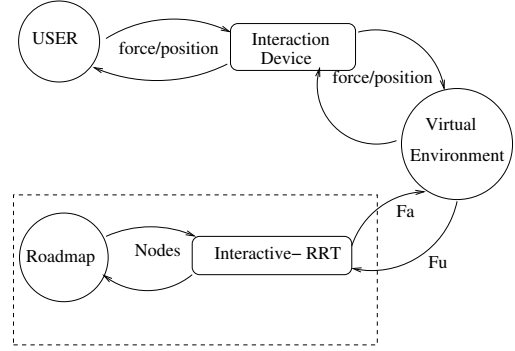 USER
force/position
Interaction
Device
force/position
Virtual
Environment
Fa
Roadmap
Nodes
Interactive- RRT
Fu